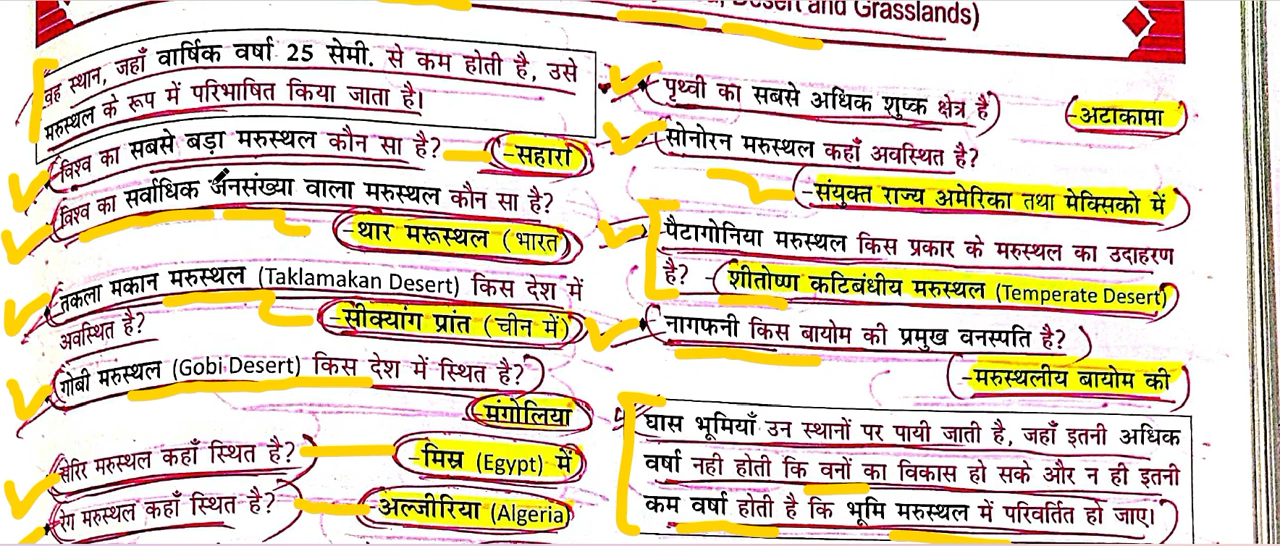 Desert and Grasslands)
वह स्थान, जहाँ वार्षिक वर्षा 25 सेमी. से कम होती है, उसे
मरुस्थल के रूप में परिभाषित किया जाता है।
विश्व का सबसे बड़ा मरुस्थल कौन सा है? –सहारा
विश्व का सर्वाधिक जनसंख्या वाला मरुस्थल कौन सा है?
–थार मरूस्थल (भारत)
तकला मकान मरुस्थल (Taklamakan Desert) किस देश में
अवस्थित है? –सीक्यांग प्रांत (चीन में)
गोबी मरुस्थल (Gobi Desert) किस देश में स्थित है?
–मंगोलिया
सेरिर मरुस्थल कहाँ स्थित है? –मिस्र (Egypt) में
रेग मरुस्थल कहाँ स्थित है? –अल्जीरिया (Algeria)
पृथ्वी का सबसे अधिक शुष्क क्षेत्र है –अटाकामा
सोनोरन मरुस्थल कहाँ अवस्थित है?
–संयुक्त राज्य अमेरिका तथा मेक्सिको में
पैटागोनिया मरुस्थल किस प्रकार के मरुस्थल का उदाहरण
है? –शीतोष्ण कटिबंधीय मरुस्थल (Temperate Desert)
नागफनी किस बायोम की प्रमुख वनस्पति है?
–मरुस्थलीय बायोम की
घास भूमियाँ उन स्थानों पर पायी जाती है, जहाँ इतनी अधिक
वर्षा नही होती कि वनों का विकास हो सके और न ही इतनी
कम वर्षा होती है कि भूमि मरुस्थल में परिवर्तित हो जाए।